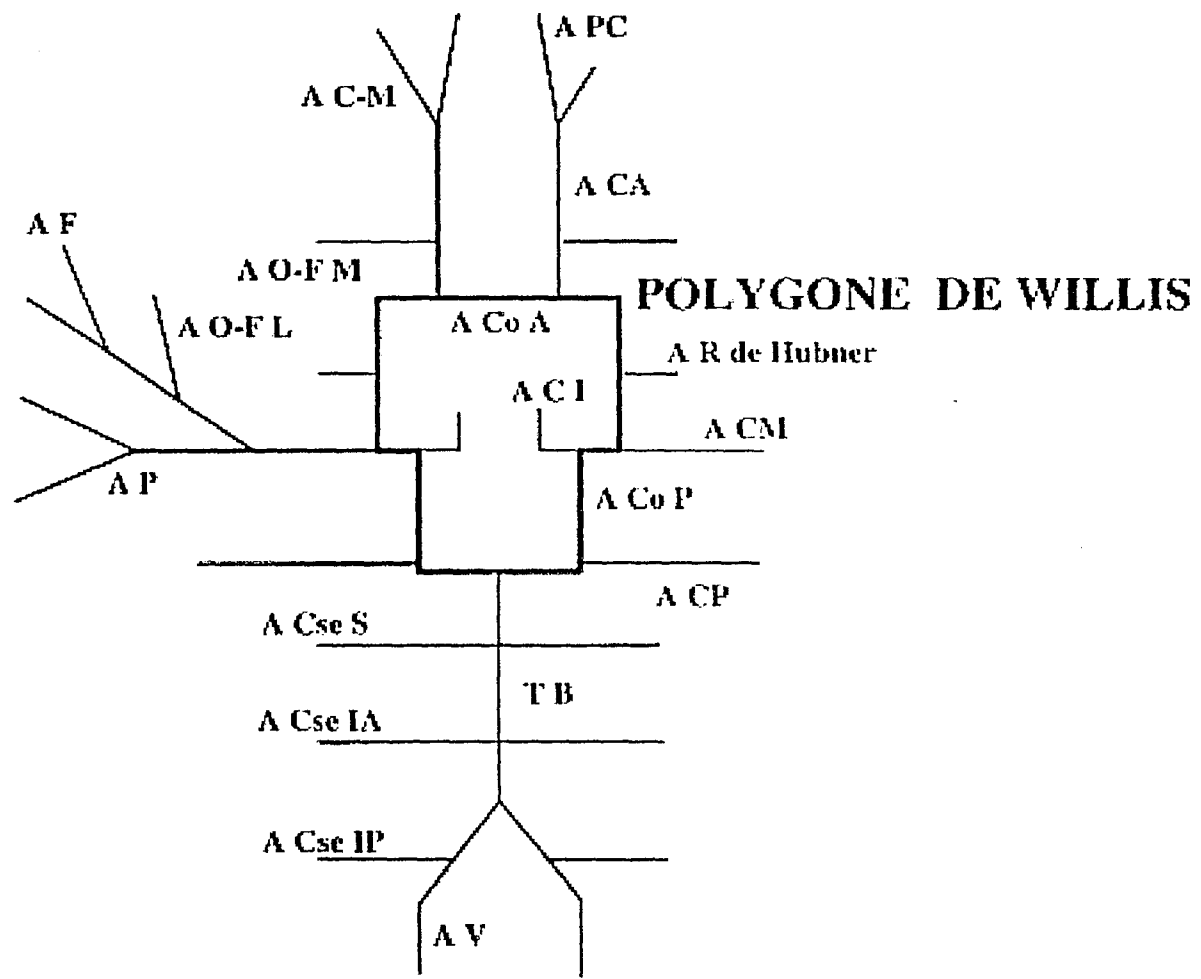 A PC
A C-M
A CA
A F
A O-F M
POLYGONE DE WILLIS
A O-F L
A Co A
A R de Hubner
A C I
A CM
A P
A Co P
A CP
A Cse S
T B
A Cse IA
A Cse IP
A V